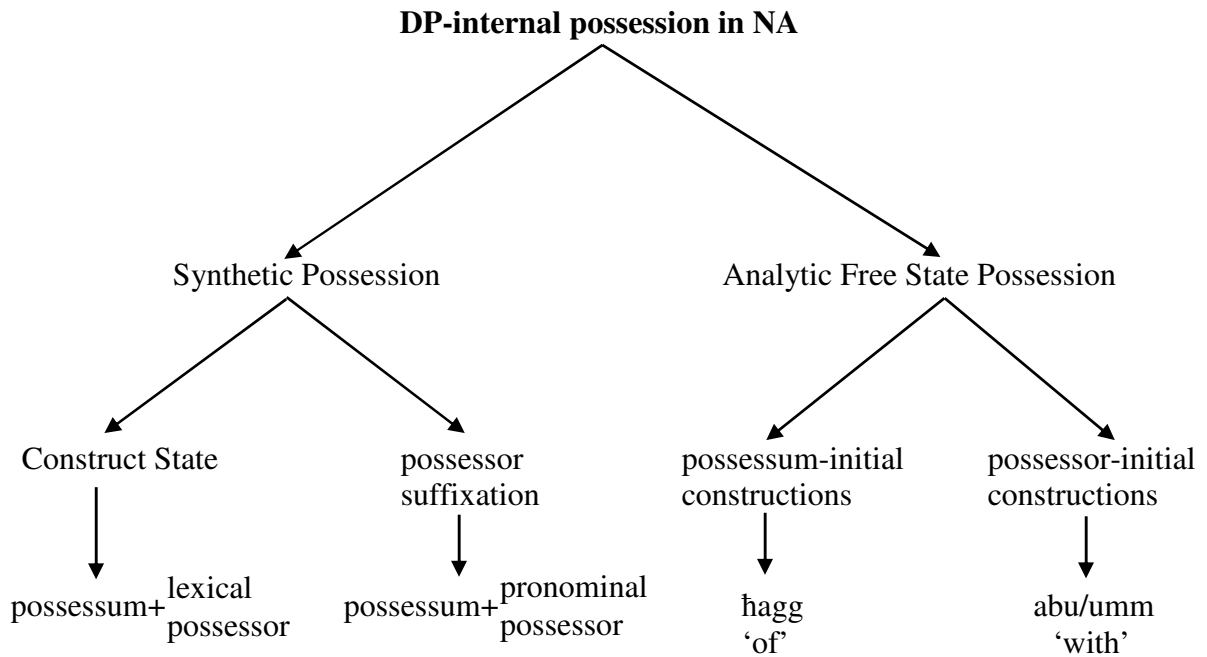 DP-internal possession in NA
Synthetic Possession
Analytic Free State Possession
Construct State
possessor
suffixation
possessum-initial
constructions
possessor-initial
constructions
possessum+ lexical
possessor
possessum+ pronominal
possessor
ħagg
‘of’
abu/umm
‘with’